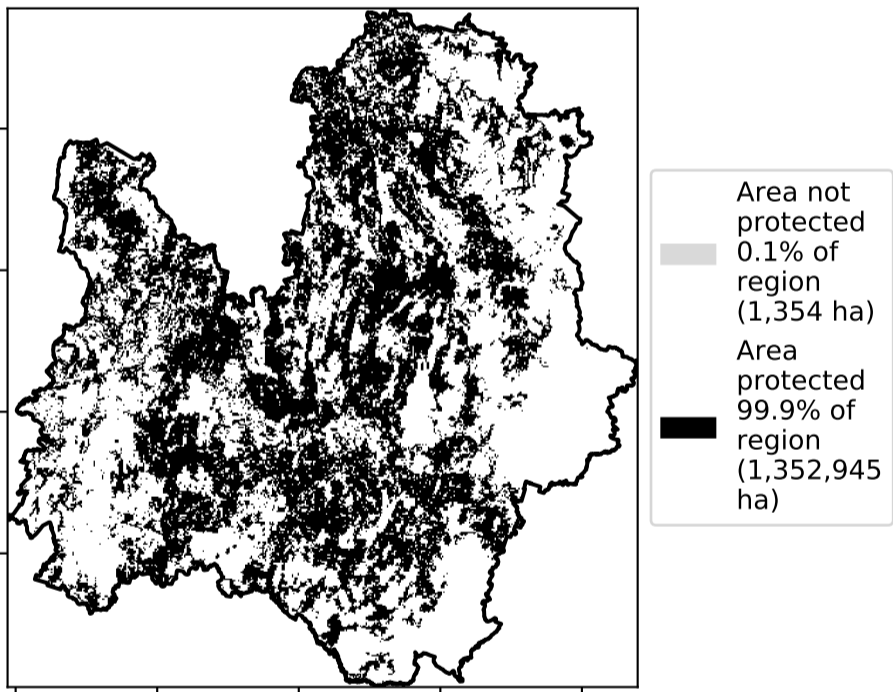 Area not
protected
0.1% of
region
(1,354 ha)
Area
protected
99.9% of
region
(1,352,945
ha)